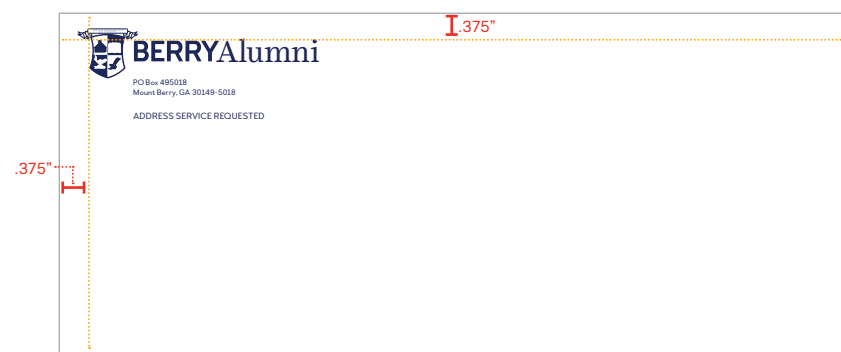 .375”
BERRYAlumni
PO Box 495018
Mount Berry, GA 30149-5018
ADDRESS SERVICE REQUESTED
.375”